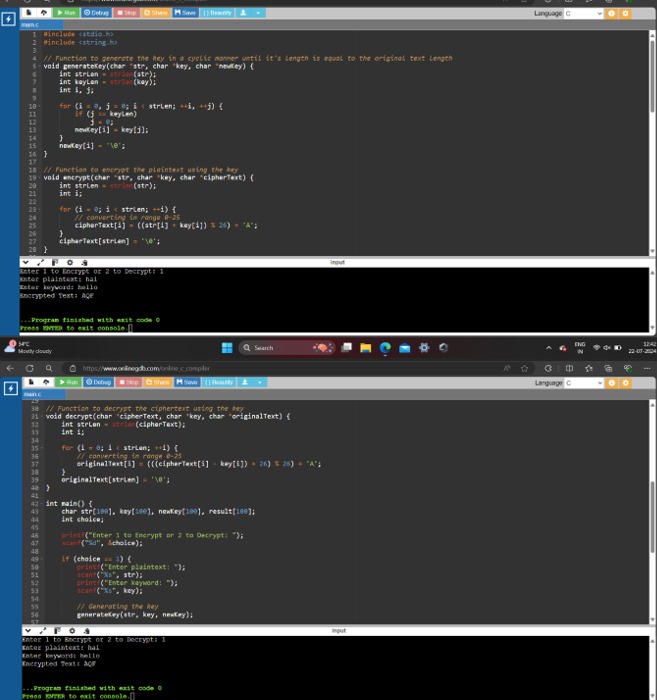 Run Debug Stop Share Save {} Beautify
Language C
main.c
1 #include <stdio.h>
2 #include <string.h>
3
4 // Function to generate the key in a cyclic manner until it's length is equal to the original text length
5 void generateKey(char *str, char *key, char *newKey) {
6 int strLen = strlen(str);
7 int keyLen = strlen(key);
8 int i, j;
9
10 for (i = 0, j = 0; i < strLen; ++i, ++j) {
11 if (j == keyLen)
12 j = 0;
13 newKey[i] = key[j];
14 }
15 newKey[i] = '\0';
16 }
17
18 // Function to encrypt the plaintext using the key
19 void encrypt(char *str, char *key, char *cipherText) {
20 int strLen = strlen(str);
21 int i;
22
23 for (i = 0; i < strLen; ++i) {
24 // converting in range 0-25
25 cipherText[i] = ((str[i] + key[i]) % 26) + 'A';
26 }
27 cipherText[strLen] = '\0';
28 }
input
Enter 1 to Encrypt or 2 to Decrypt: 1
Enter plaintext: hai
Enter keyword: hello
Encrypted Text: AQF
...Program finished with exit code 0
Press ENTER to exit console.
54°C
Mostly cloudy
Search
ENG
IN
12:42
22-07-2024
https://www.onlinegdb.com/online_c_compiler
Run Debug Stop Share Save {} Beautify
Language C
main.c
29
30 // Function to decrypt the ciphertext using the key
31 void decrypt(char *cipherText, char *key, char *originalText) {
32 int strLen = strlen(cipherText);
33 int i;
34
35 for (i = 0; i < strLen; ++i) {
36 // converting in range 0-25
37 originalText[i] = (((cipherText[i] - key[i]) + 26) % 26) + 'A';
38 }
39 originalText[strLen] = '\0';
40 }
41
42 int main() {
43 char str[100], key[100], newKey[100], result[100];
44 int choice;
45
46 printf("Enter 1 to Encrypt or 2 to Decrypt: ");
47 scanf("%d", &choice);
48
49 if (choice == 1) {
50 printf("Enter plaintext: ");
51 scanf("%s", str);
52 printf("Enter keyword: ");
53 scanf("%s", key);
54
55 // Generating the key
56 generateKey(str, key, newKey);
57
input
Enter 1 to Encrypt or 2 to Decrypt: 1
Enter plaintext: hai
Enter keyword: hello
Encrypted Text: AQF
...Program finished with exit code 0
Press ENTER to exit console.